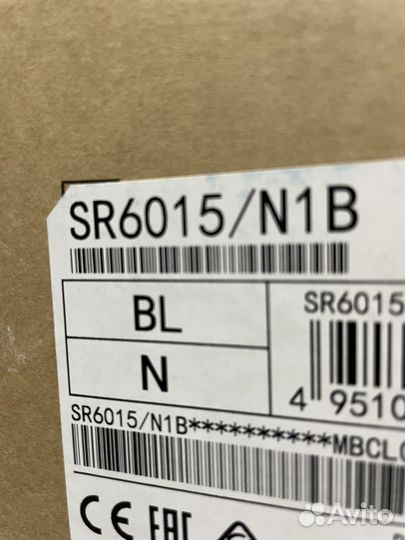 SR6015/N1B
BL
SR6015
N
4 9510
SR6015/N1B**********MBCL
CE EAC
Avito